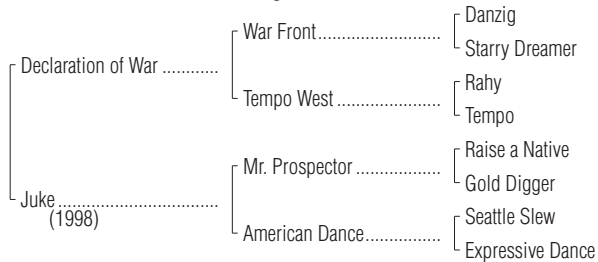 Danzig
War Front....................................
Starry Dreamer
Declaration of War ............
Rahy
Tempo West ..............................
Tempo
Raise a Native
Mr. Prospector .........................
Gold Digger
Juke..................................
(1998)
Seattle Slew
American Dance......................
Expressive Dance